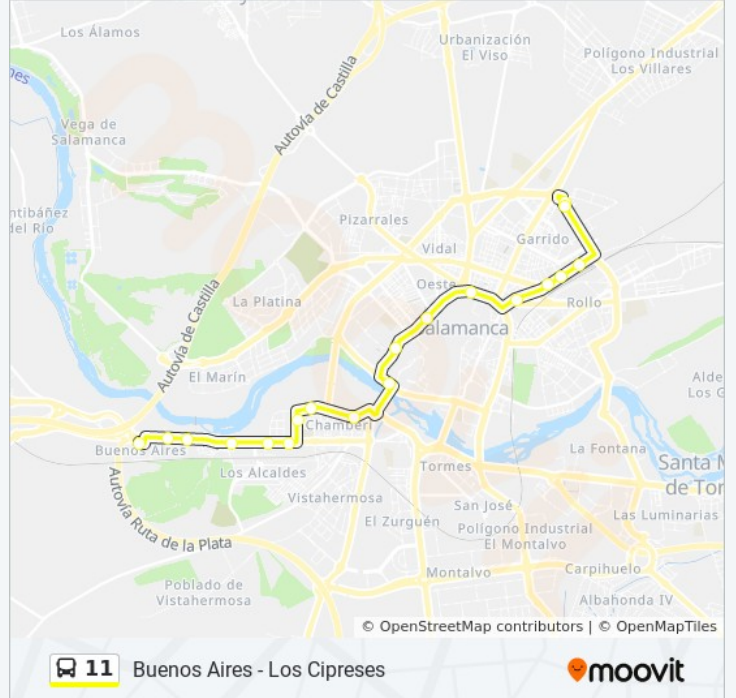 Los Álamos
Urbanización
El Viso
Polígono Industrial
Los Villares
nes
Autovía de Castilla
Vega de
Salamanca
ntibáñez
del Río
Pizarrales
Vidal
Garrido
Oeste
La Platina
Rollo
Salamanca
Autovía de Castilla
El Marín
Alde
Los G
Chamberí
Buenos Aires
Los Alcaldes
Tormes
La Fontana
Santa M
de Tor
Vistahermosa
San José
Las Luminarias
El Zurguén
Polígono Industrial
El Montalvo
Autovía Ruta de la Plata
Montalvo
Carpihuelo
Poblado de
Vistahermosa
Albahonda IV
© OpenStreetMap contributors | © OpenMapTiles
11 Buenos Aires - Los Cipreses
moovit